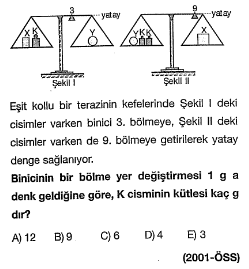 3 yatay 9 yatay
X K Y Y K K X
Şekil I Şekil II
Eşit kollu bir terazinin kefelerinde Şekil I deki
cisimler varken binici 3. bölmeye, Şekil II deki
cisimler varken de 9. bölmeye getirilerek yatay
denge sağlanıyor.
Binicinin bir bölme yer değiştirmesi 1 g a
denk geldiğine göre, K cisminin kütlesi kaç g
dır?
A) 12 B) 9 C) 6 D) 4 E) 3
(2001-ÖSS)